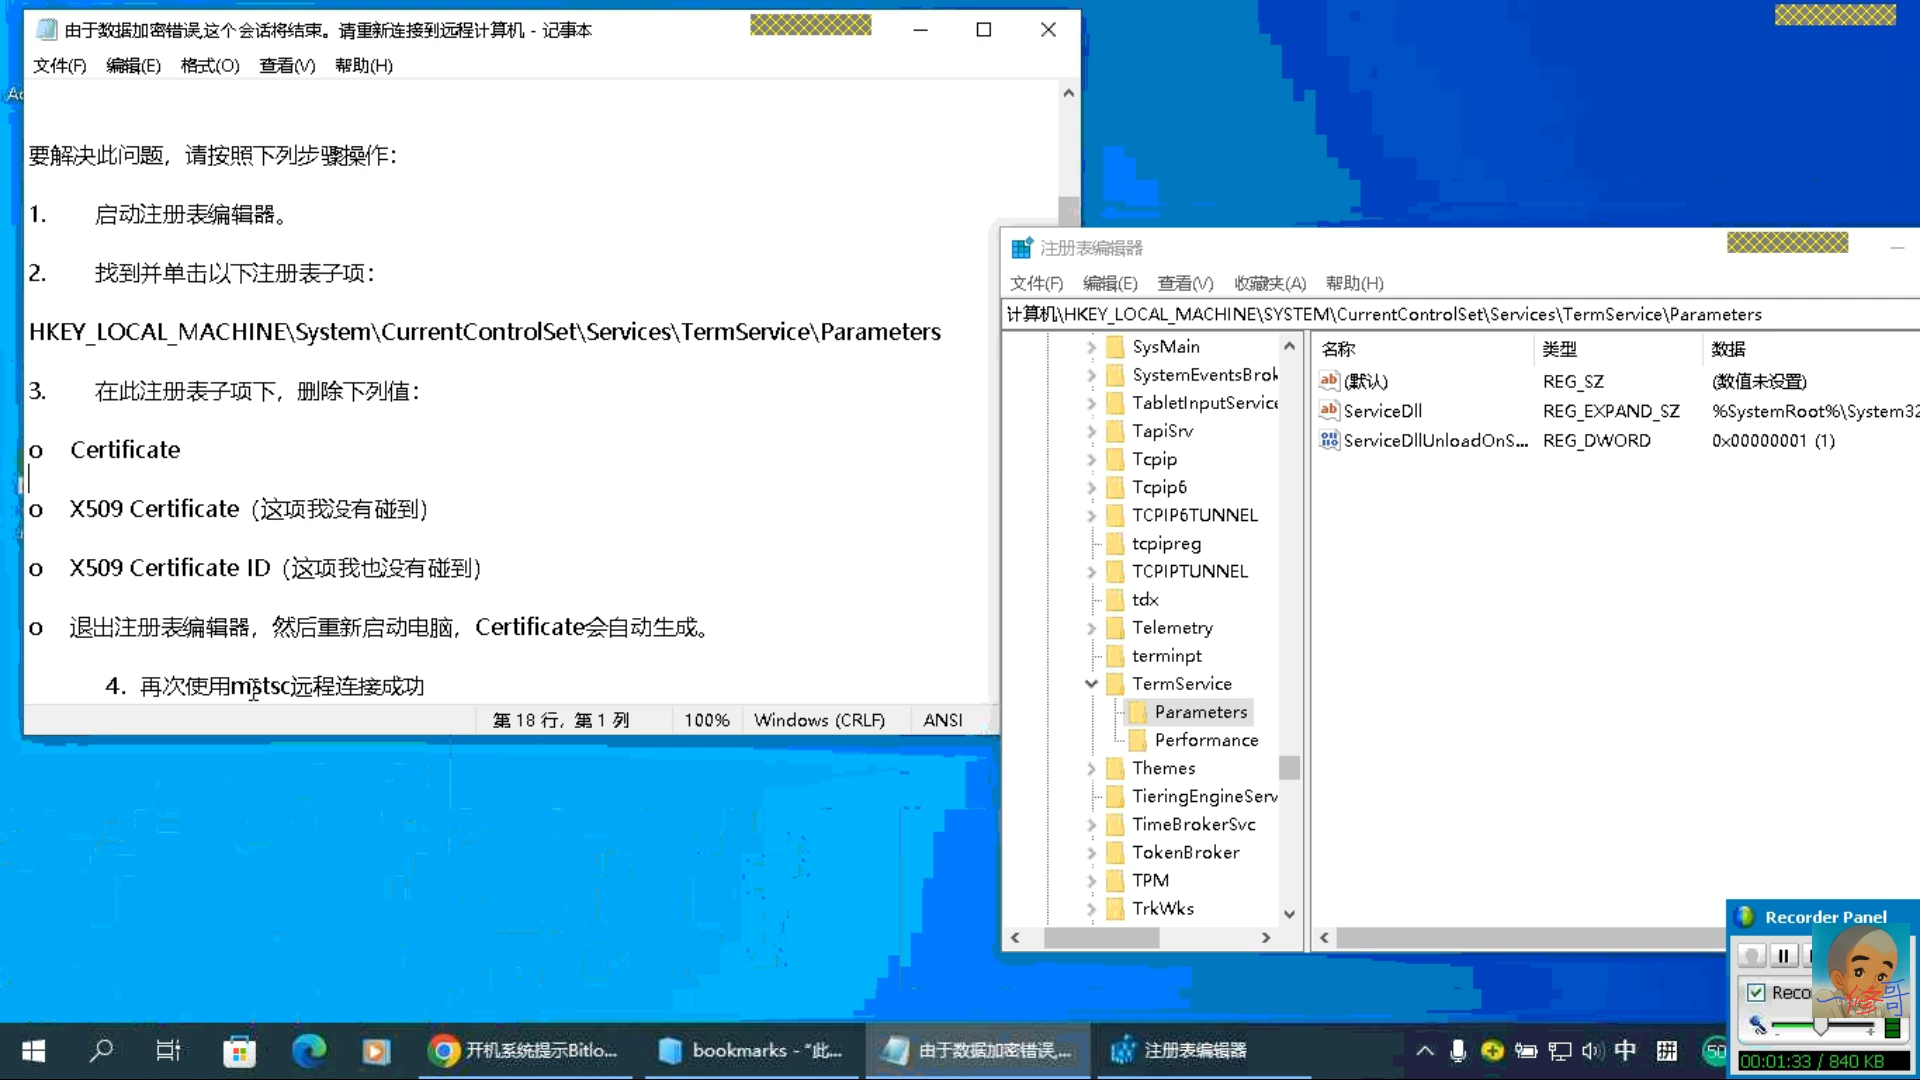 由于数据加密错误,这个会话将结束。请重新连接到远程计算机 - 记事本
文件(F) 编辑(E) 格式(O) 查看(V) 帮助(H)
要解决此问题，请按照下列步骤操作：
1. 启动注册表编辑器。
2. 找到并单击以下注册表子项：
HKEY_LOCAL_MACHINE\System\CurrentControlSet\Services\TermService\Parameters
3. 在此注册表子项下，删除下列值：
o Certificate
o X509 Certificate（这项我没有碰到）
o X509 Certificate ID（这项我也没有碰到）
o 退出注册表编辑器，然后重新启动电脑，Certificate会自动生成。
4. 再次使用mstsc远程连接成功
第 18 行，第 1 列 100% Windows (CRLF) ANSI
注册表编辑器
文件(F) 编辑(E) 查看(V) 收藏夹(A) 帮助(H)
计算机\HKEY_LOCAL_MACHINE\SYSTEM\CurrentControlSet\Services\TermService\Parameters
SysMain
SystemEventsBrok
TabletInputService
TapiSrv
Tcpip
Tcpip6
TCPIP6TUNNEL
tcpipreg
TCPIPTUNNEL
tdx
Telemetry
terminpt
TermService
Parameters
Performance
Themes
TieringEngineServ
TimeBrokerSvc
TokenBroker
TPM
TrkWks
名称 类型 数据
(默认) REG_SZ (数值未设置)
ServiceDll REG_EXPAND_SZ %SystemRoot%\System32
ServiceDllUnloadOnS... REG_DWORD 0x00000001 (1)
Recorder Panel
Reco
一修哥
00:01:33 / 840 KB
开机系统提示Bitlo...
bookmarks - “此...
由于数据加密错误,...
注册表编辑器
中
拼
50